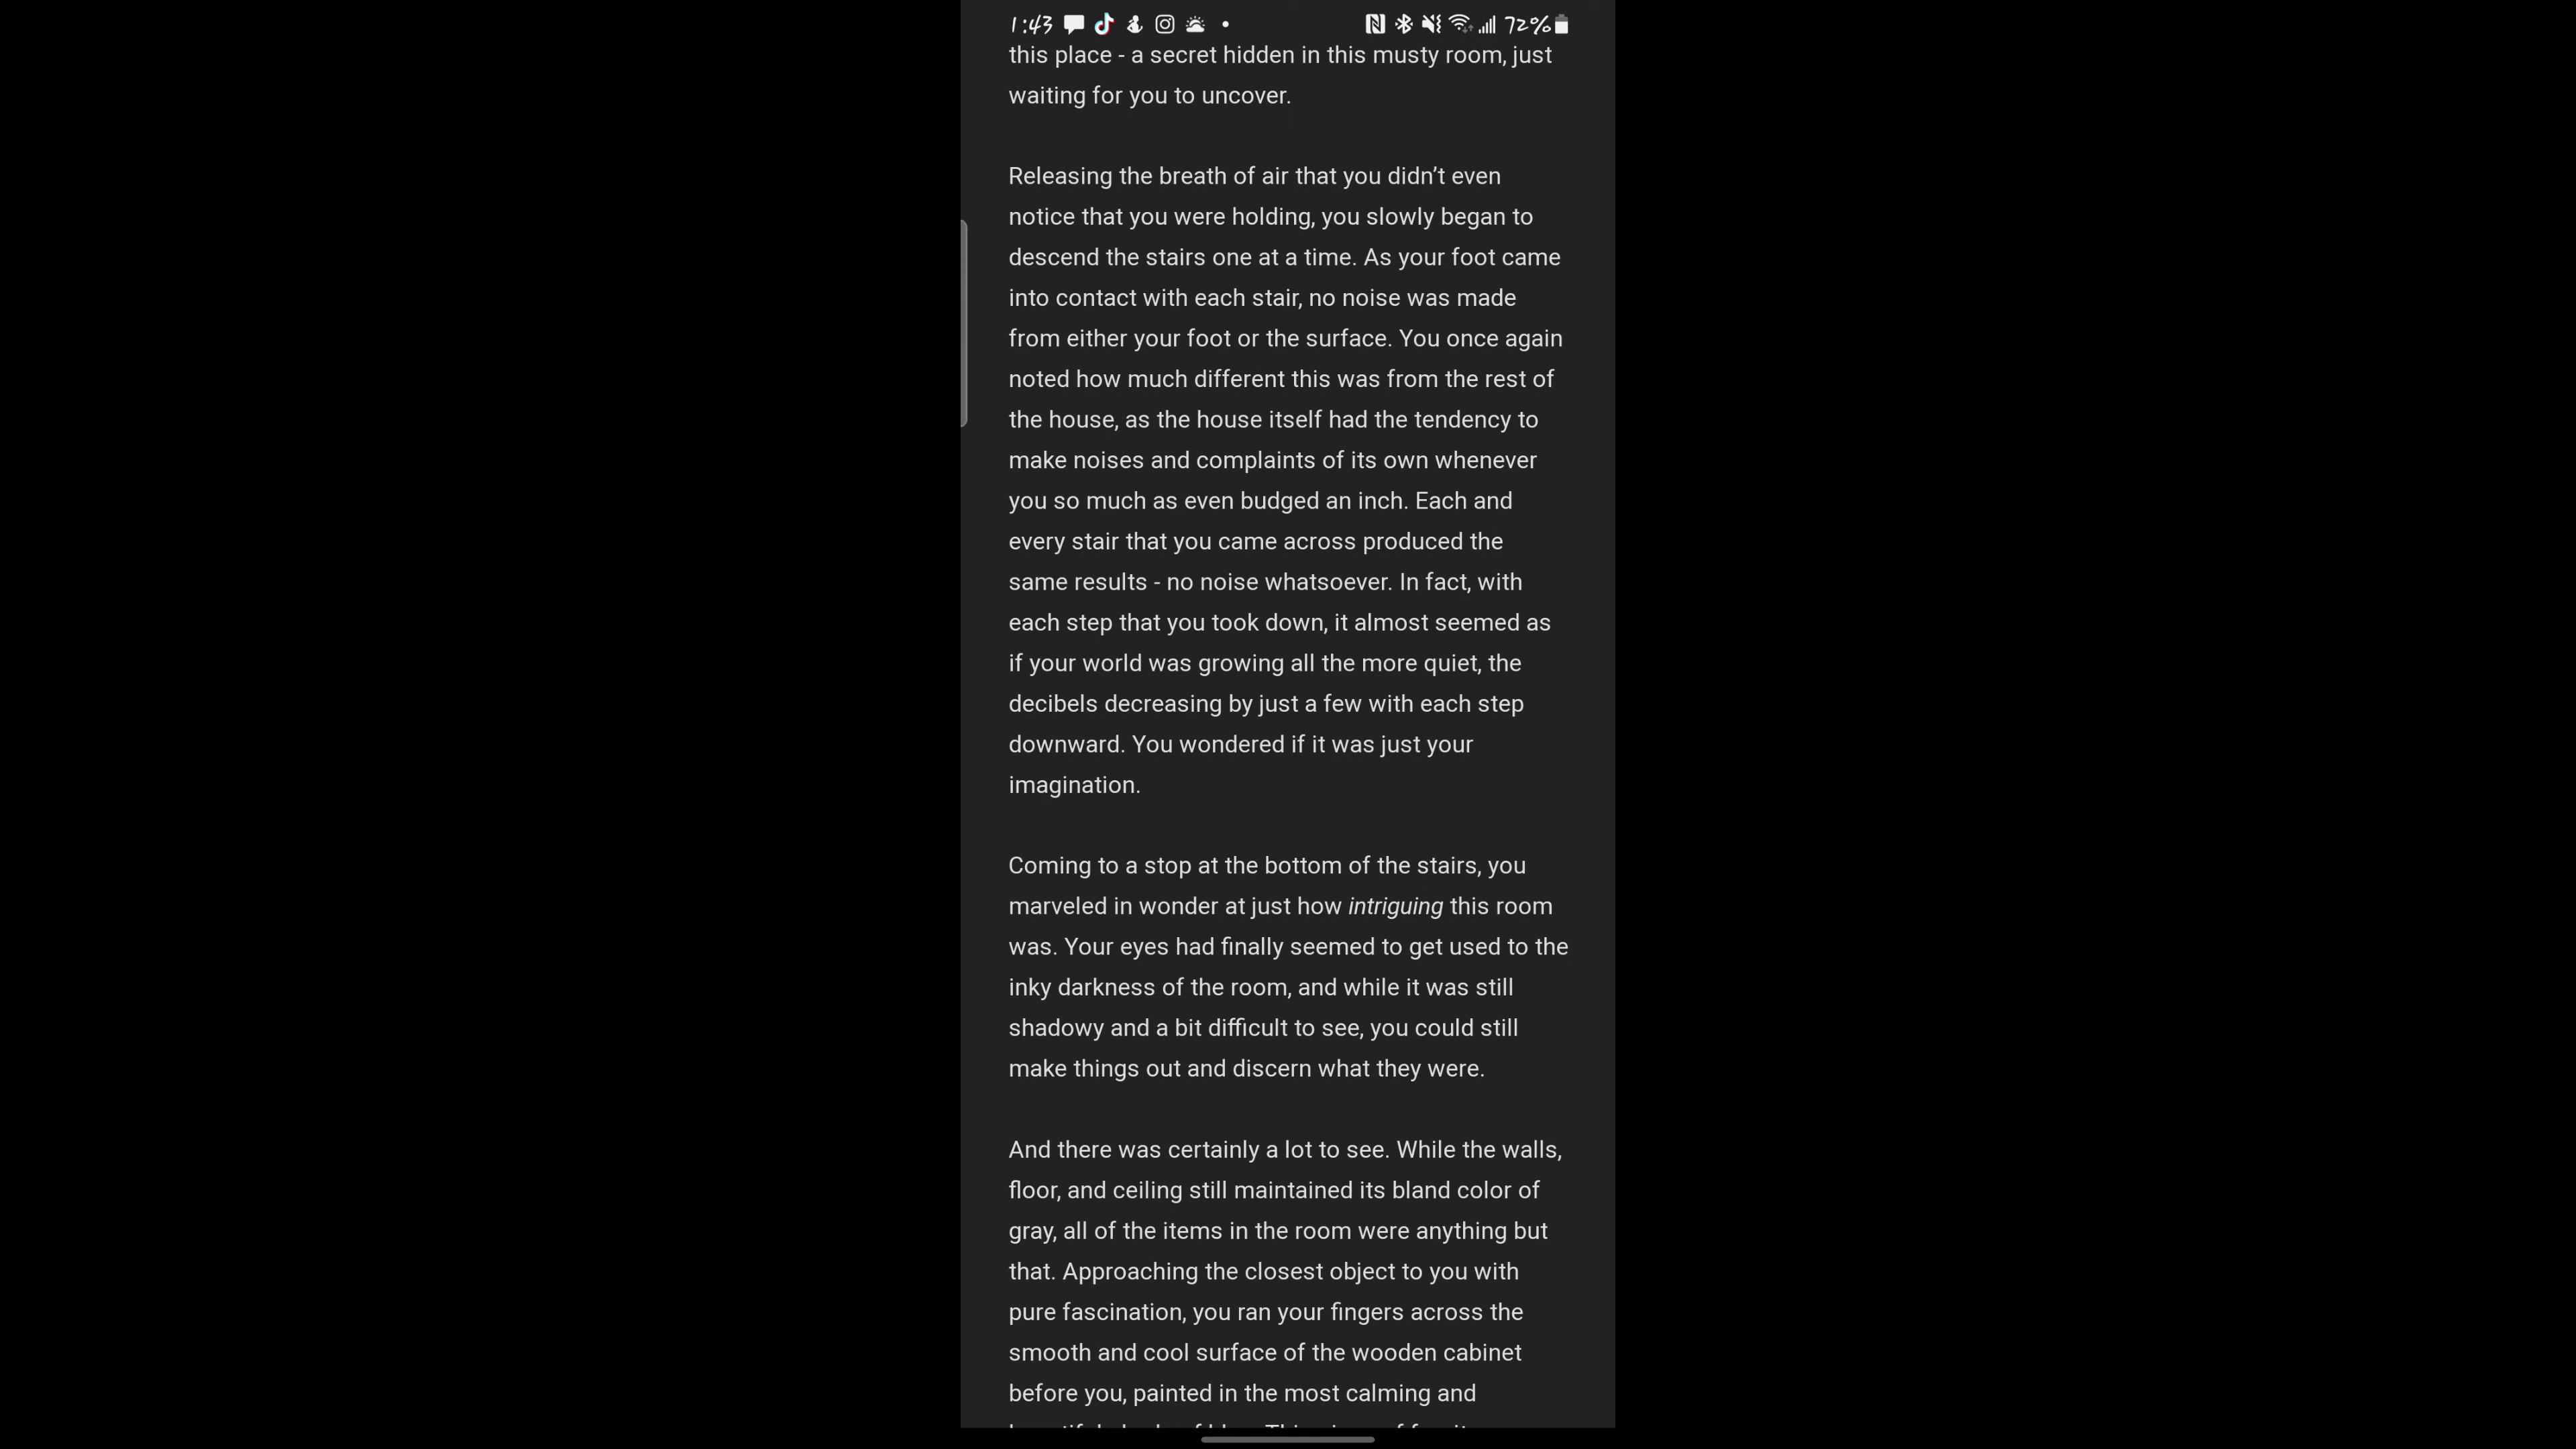 1:43 72%
this place - a secret hidden in this musty room, just
waiting for you to uncover.
Releasing the breath of air that you didn’t even
notice that you were holding, you slowly began to
descend the stairs one at a time. As your foot came
into contact with each stair, no noise was made
from either your foot or the surface. You once again
noted how much different this was from the rest of
the house, as the house itself had the tendency to
make noises and complaints of its own whenever
you so much as even budged an inch. Each and
every stair that you came across produced the
same results - no noise whatsoever. In fact, with
each step that you took down, it almost seemed as
if your world was growing all the more quiet, the
decibels decreasing by just a few with each step
downward. You wondered if it was just your
imagination.
Coming to a stop at the bottom of the stairs, you
marveled in wonder at just how intriguing this room
was. Your eyes had finally seemed to get used to the
inky darkness of the room, and while it was still
shadowy and a bit difficult to see, you could still
make things out and discern what they were.
And there was certainly a lot to see. While the walls,
floor, and ceiling still maintained its bland color of
gray, all of the items in the room were anything but
that. Approaching the closest object to you with
pure fascination, you ran your fingers across the
smooth and cool surface of the wooden cabinet
before you, painted in the most calming and